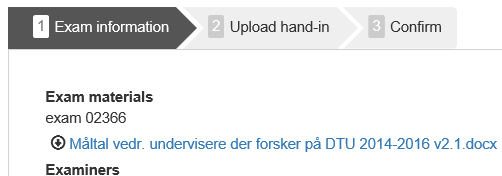 1 Exam information 2 Upload hand-in 3 Confirm
Exam materials
exam 02366
Måltal vedr. undervisere der forsker på DTU 2014-2016 v2.1.docx
Examiners